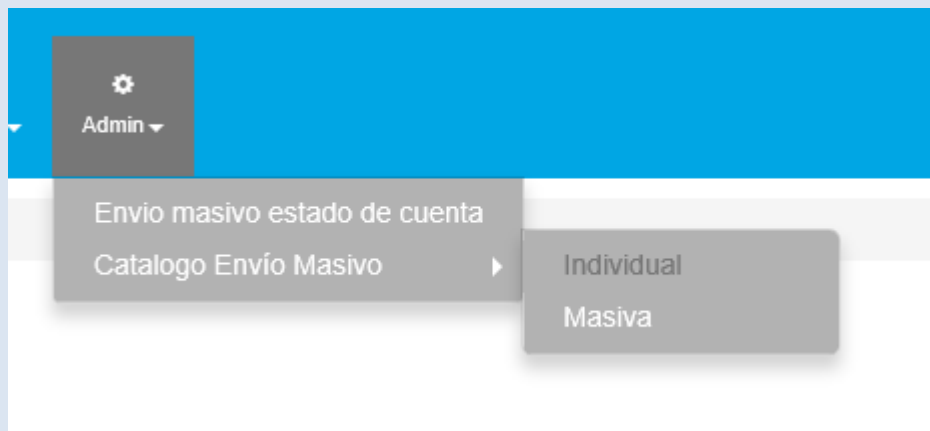 Admin
Envio masivo estado de cuenta
Catalogo Envío Masivo
Individual
Masiva